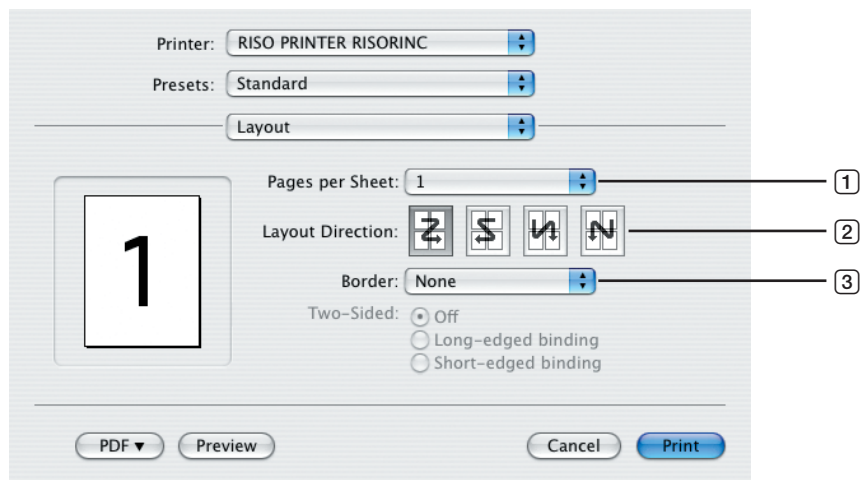 Printer: RISO PRINTER RISORINC
Presets: Standard
Layout
Pages per Sheet: 1
1
Layout Direction:
2
1
Border: None
3
Two-Sided: Off
Long-edged binding
Short-edged binding
PDF ▼ Preview Cancel Print